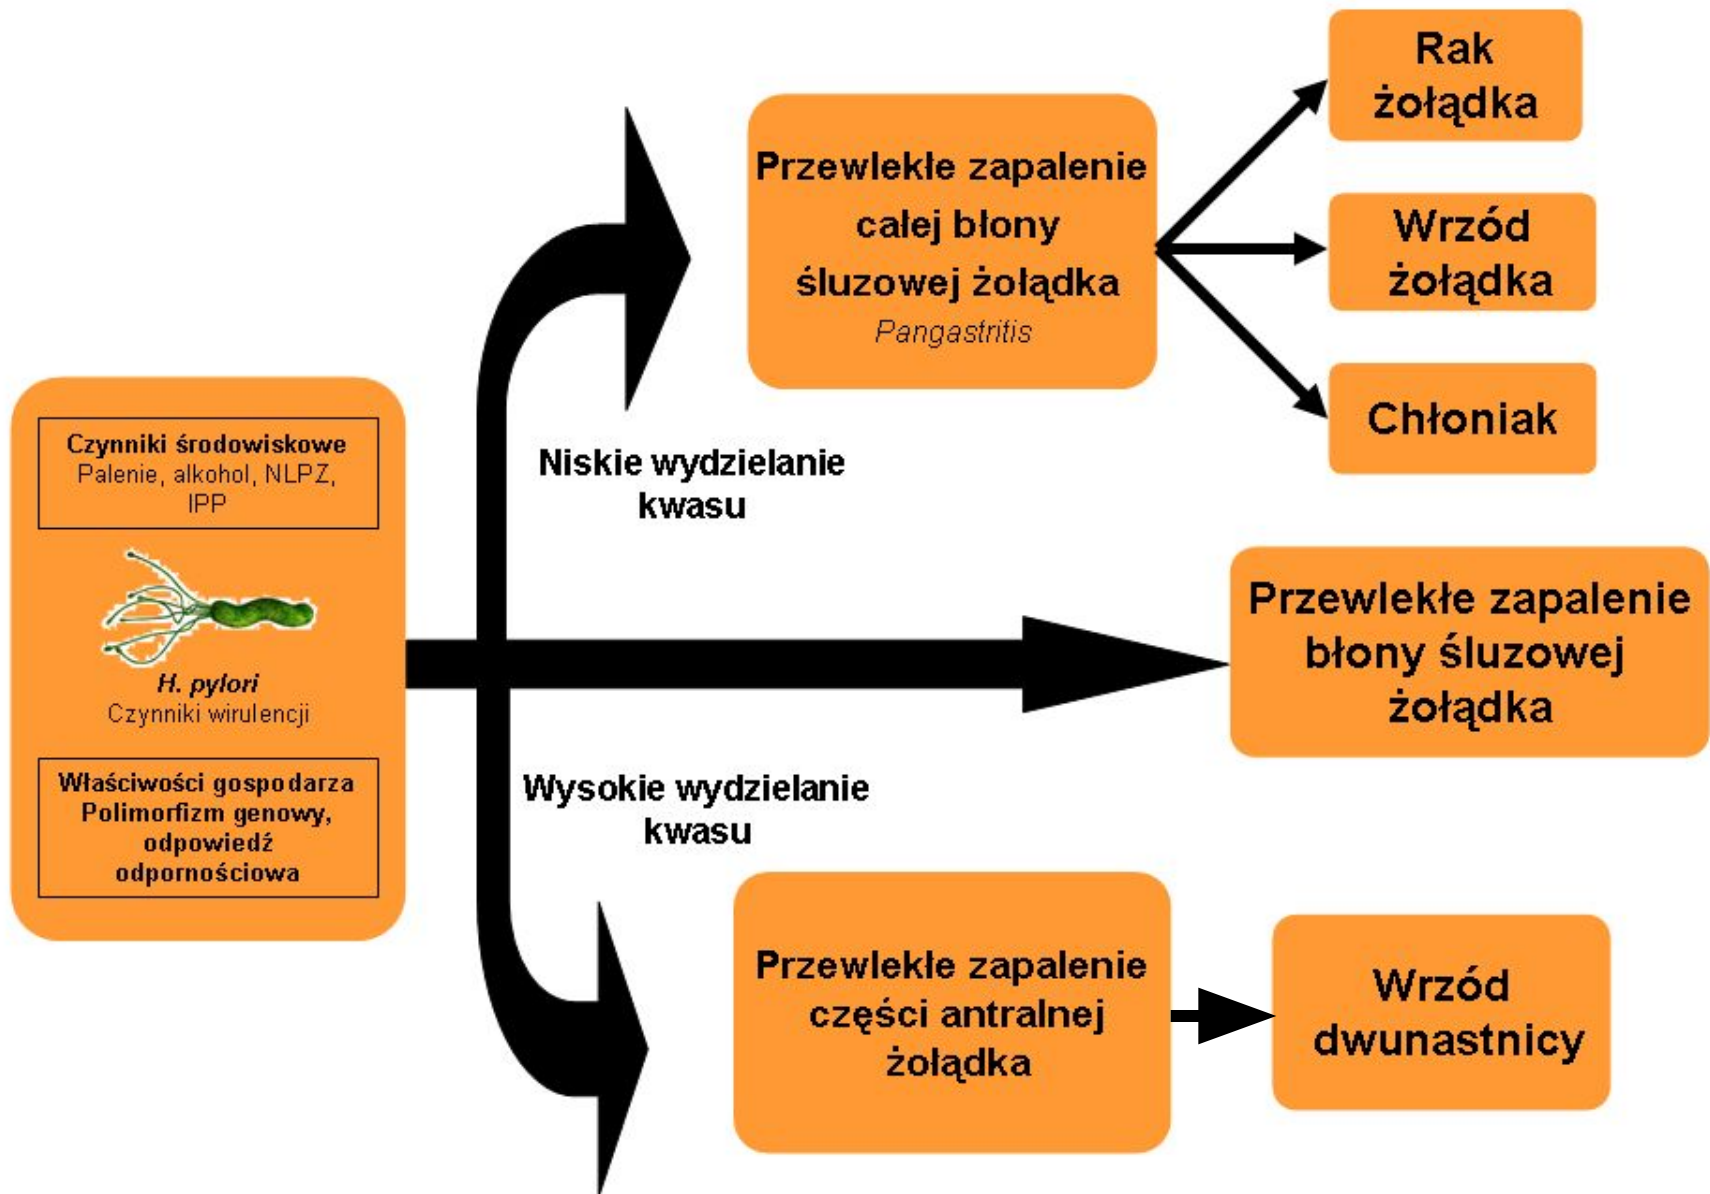 Czynniki środowiskowe
Palenie, alkohol, NLPZ,
IPP
H. pylori
Czynniki wirulencji
Właściwości gospodarza
Polimorfizm genowy,
odpowiedź
odpornościowa
Niskie wydzielanie
kwasu
Wysokie wydzielanie
kwasu
Przewlekłe zapalenie
całej błony
śluzowej żołądka
Pangastritis
Rak
żołądka
Wrzód
żołądka
Chłoniak
Przewlekłe zapalenie
błony śluzowej
żołądka
Przewlekłe zapalenie
części antralnej
żołądka
Wrzód
dwunastnicy